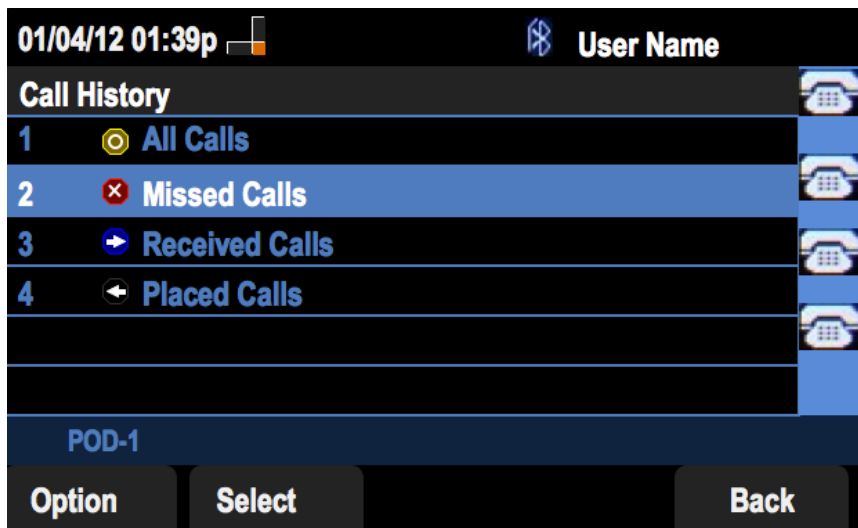 01/04/12 01:39p User Name
Call History
1 All Calls
2 Missed Calls
3 Received Calls
4 Placed Calls
POD-1
Option Select Back